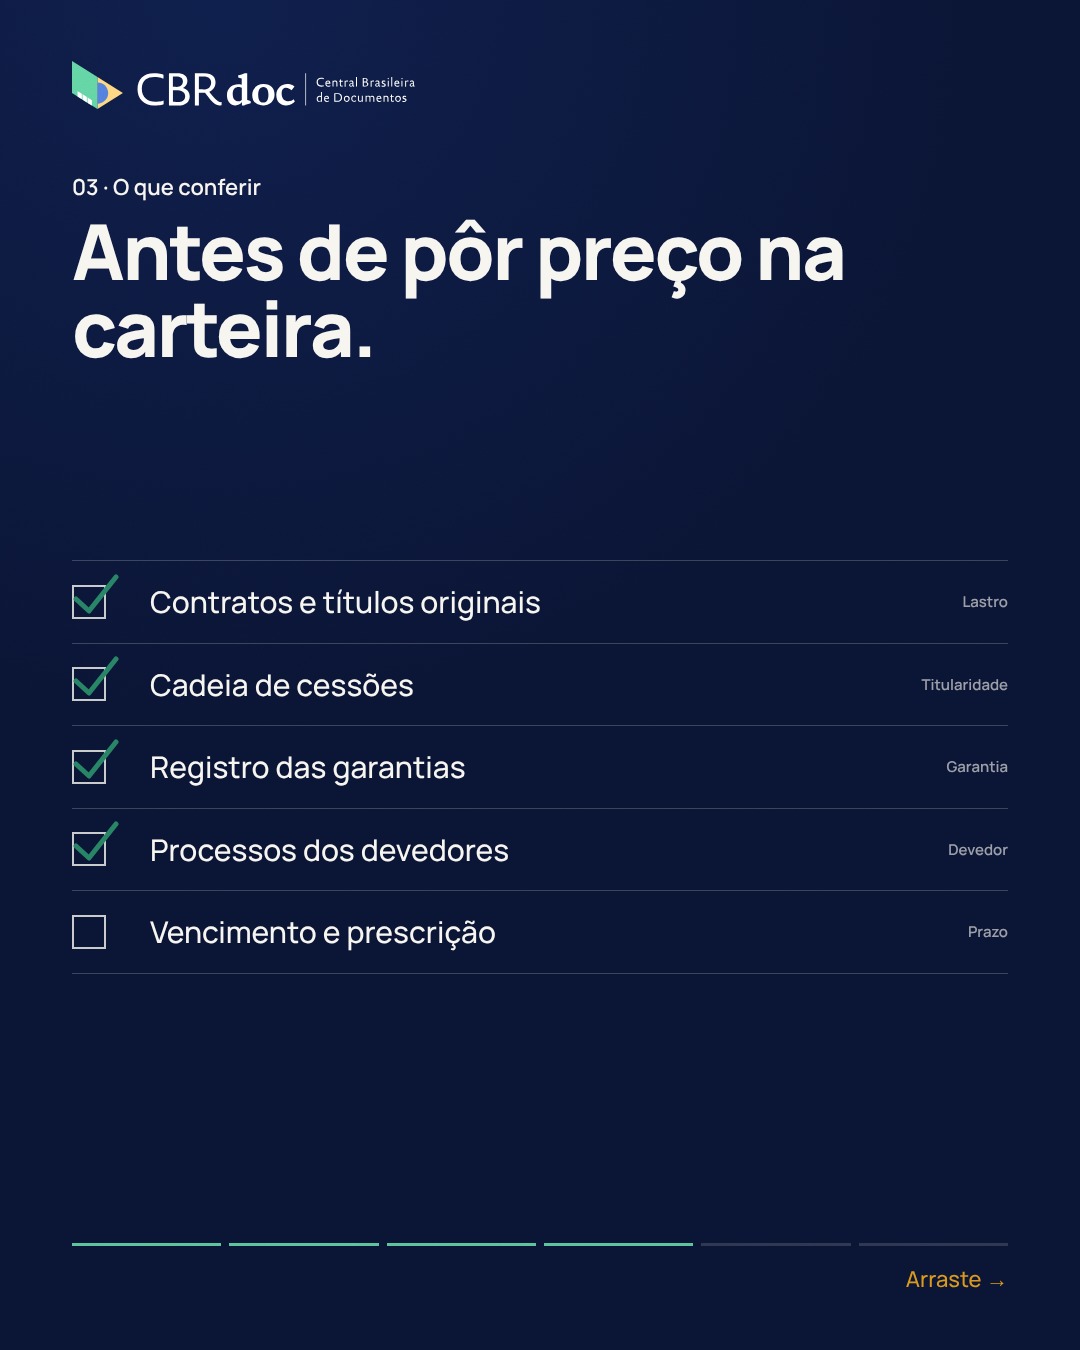 CBRdoc
Central Brasileira
de Documentos
03 · O que conferir
Antes de pôr preço na
carteira.
Contratos e títulos originais
Lastro
Cadeia de cessões
Titularidade
Registro das garantias
Garantia
Processos dos devedores
Devedor
Vencimento e prescrição
Prazo
Arraste →